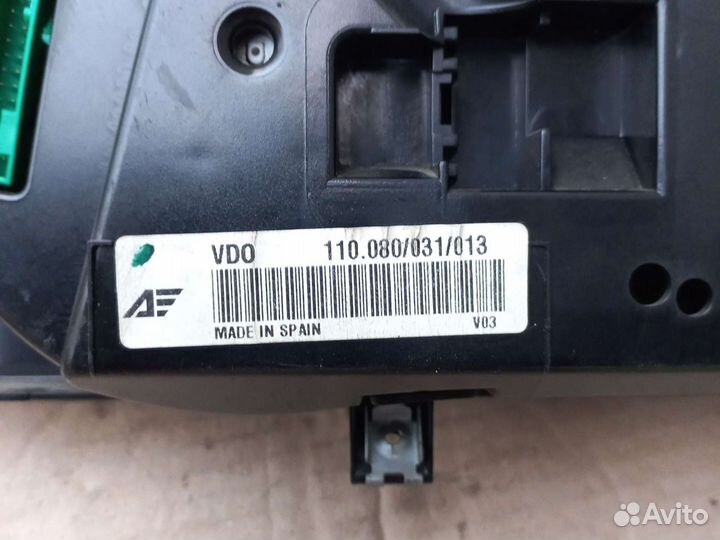 VDO 110.080/031/013
AE
MADE IN SPAIN V03
Avito